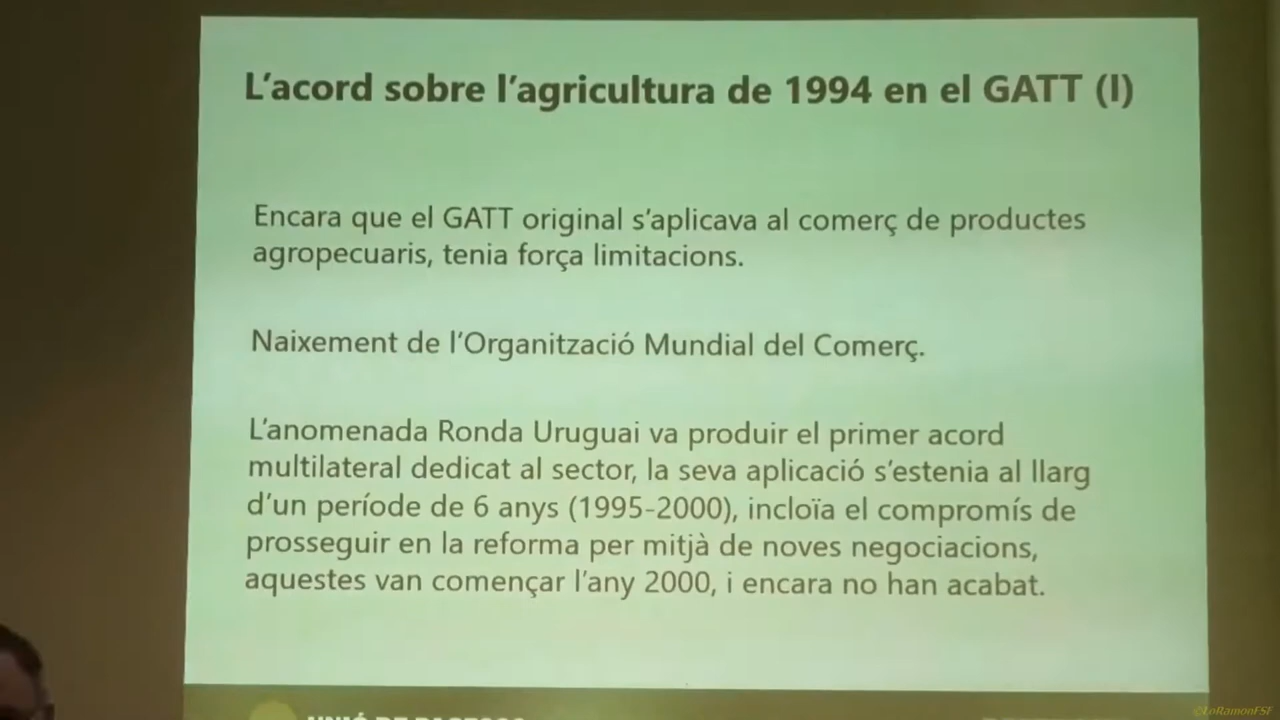 L'acord sobre l'agricultura de 1994 en el GATT (I)
Encara que el GATT original s'aplicava al comerç de productes
agropecuaris, tenia força limitacions.
Naixement de l'Organització Mundial del Comerç.
L'anomenada Ronda Uruguai va produir el primer acord
multilateral dedicat al sector, la seva aplicació s'estenia al llarg
d'un període de 6 anys (1995-2000), incloïa el compromís de
prosseguir en la reforma per mitjà de noves negociacions,
aquestes van començar l'any 2000, i encara no han acabat.
©LoRamonFSF